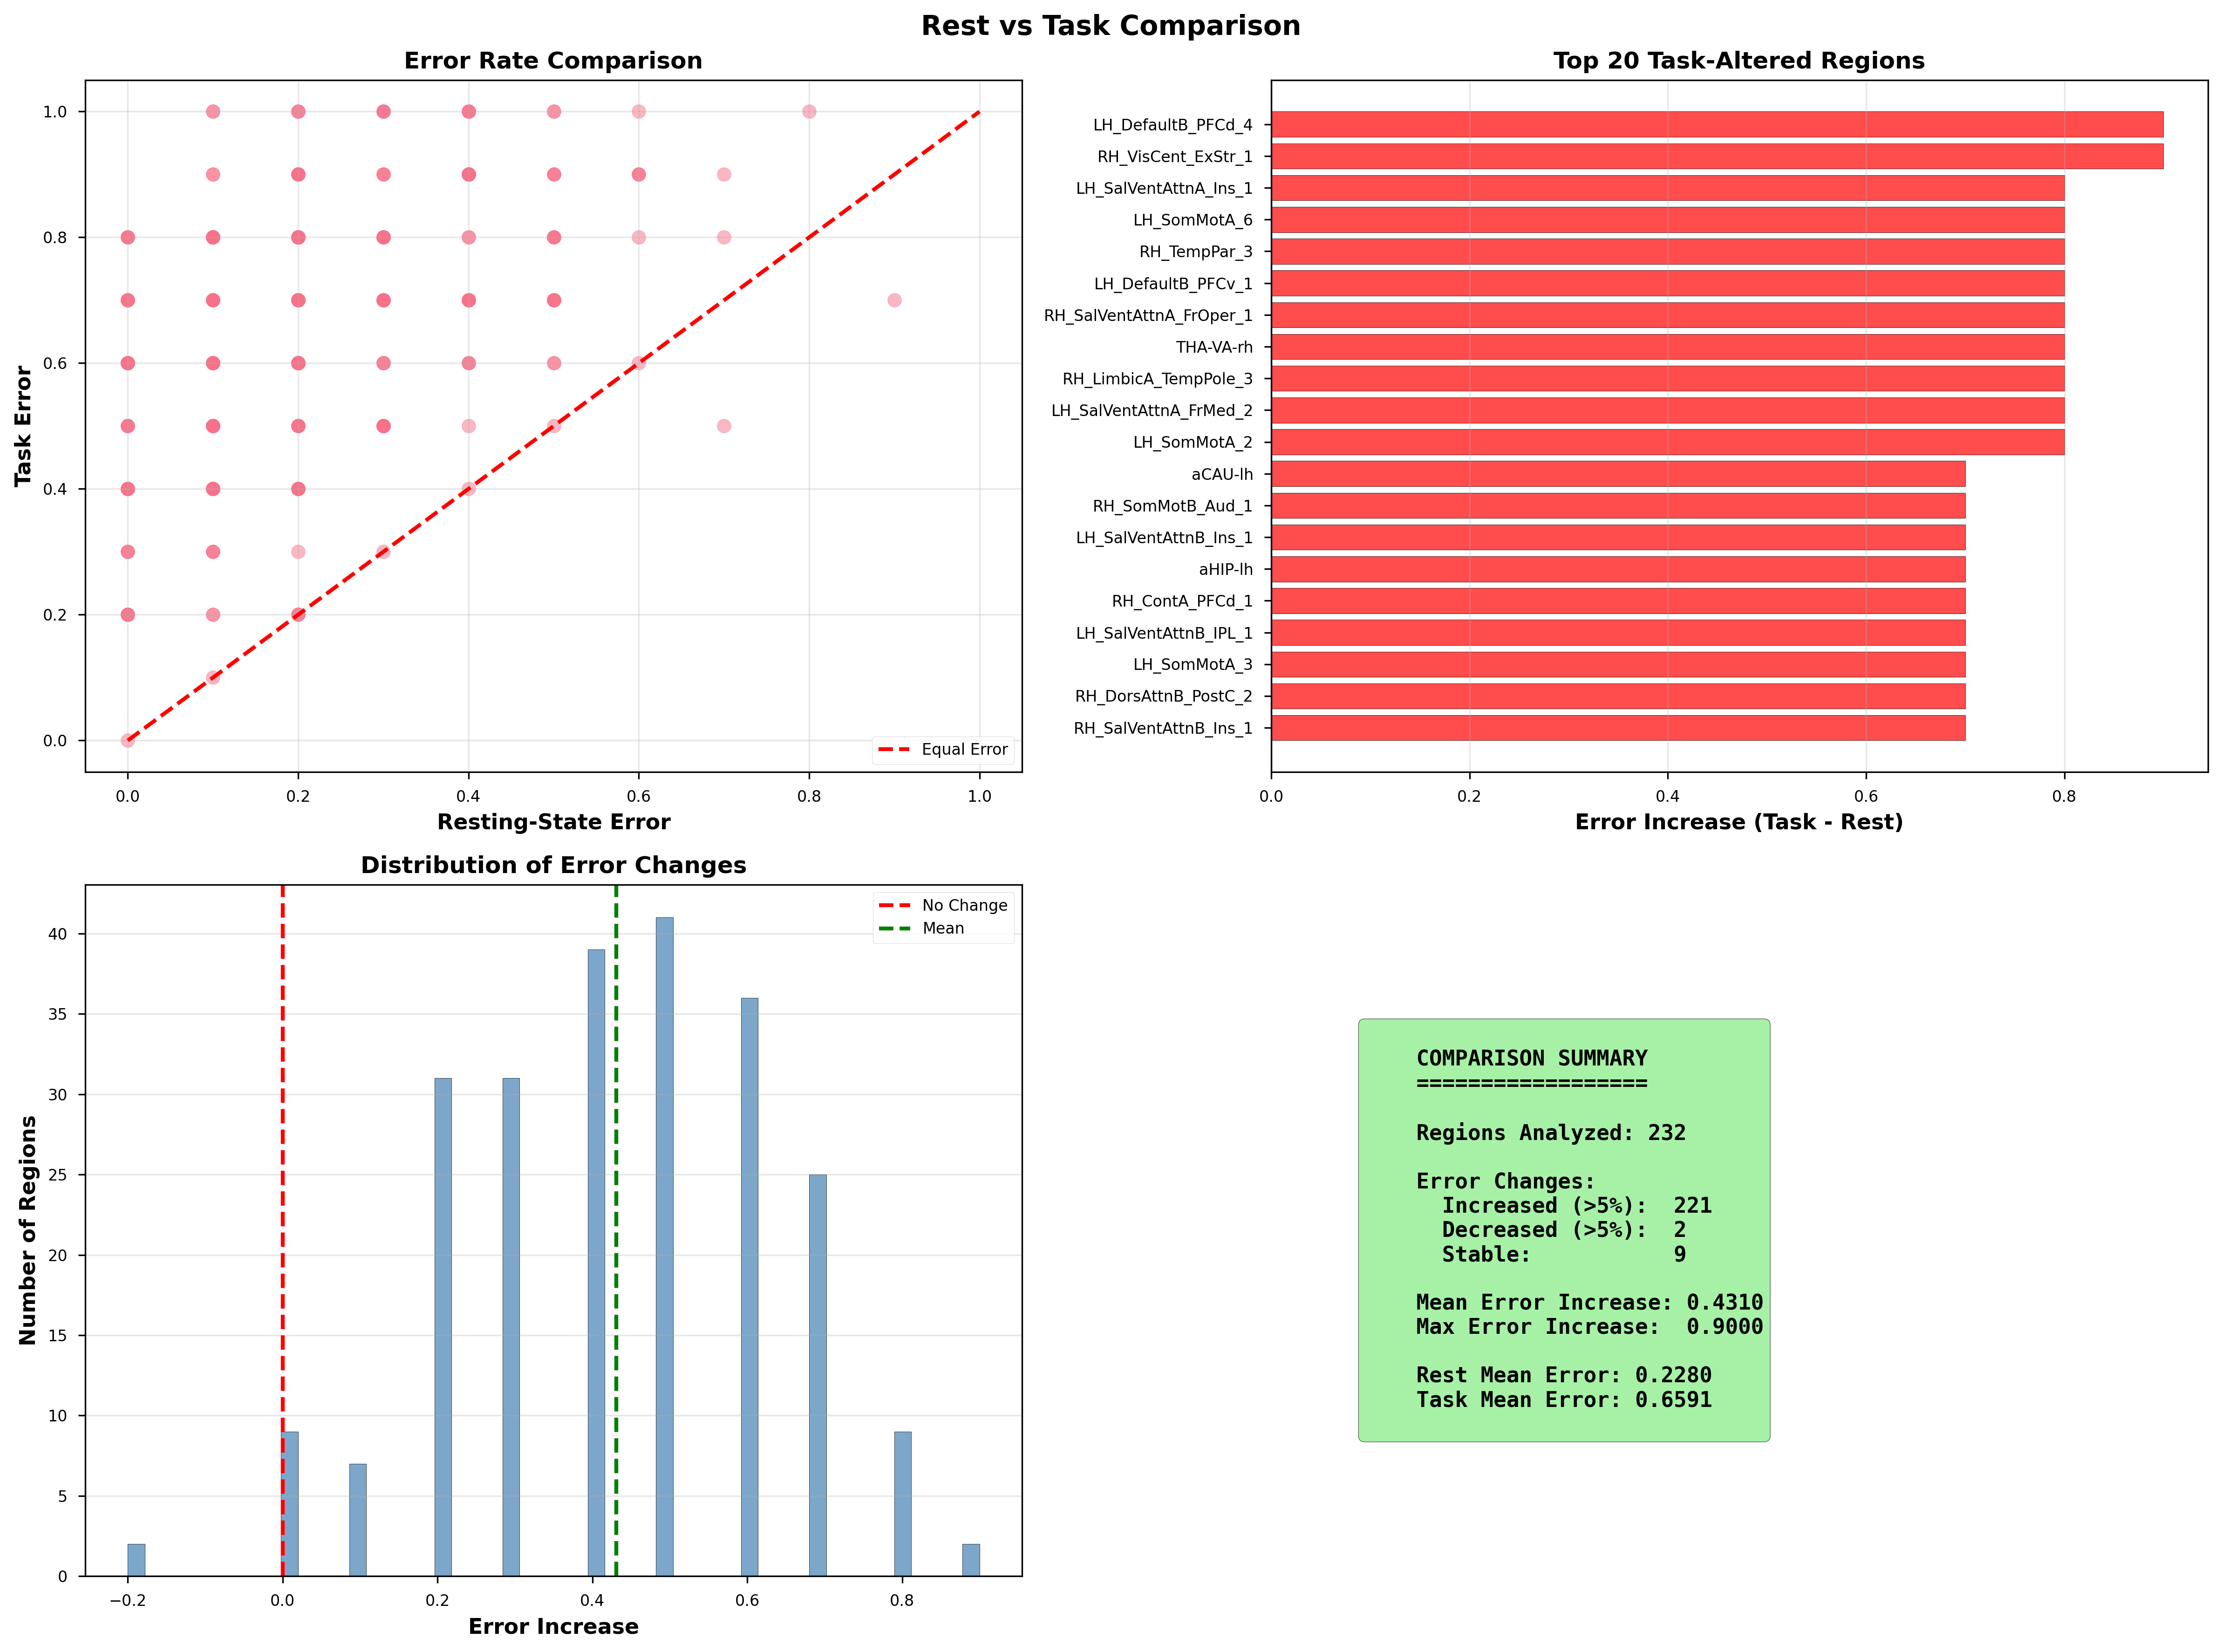 Rest vs Task Comparison
Error Rate Comparison
1.0
0.8
0.6
0.4
0.2
0.0
Task Error
0.0 0.2 0.4 0.6 0.8 1.0
Resting-State Error
Equal Error
Top 20 Task-Altered Regions
LH_DefaultB_PFCd_4
RH_VisCent_ExStr_1
LH_SalVentAttnA_Ins_1
LH_SomMotA_6
RH_TempPar_3
LH_DefaultB_PFCv_1
RH_SalVentAttnA_FrOper_1
THA-VA-rh
RH_LimbicA_TempPole_3
LH_SalVentAttnA_FrMed_2
LH_SomMotA_2
aCAU-lh
RH_SomMotB_Aud_1
LH_SalVentAttnB_Ins_1
aHIP-lh
RH_ContA_PFCd_1
LH_SalVentAttnB_IPL_1
LH_SomMotA_3
RH_DorsAttnB_PostC_2
RH_SalVentAttnB_Ins_1
0.0 0.2 0.4 0.6 0.8
Error Increase (Task - Rest)
Distribution of Error Changes
No Change
Mean
40
35
30
25
20
15
10
5
0
Number of Regions
−0.2 0.0 0.2 0.4 0.6 0.8
Error Increase
COMPARISON SUMMARY
==================
Regions Analyzed: 232
Error Changes:
Increased (>5%): 221
Decreased (>5%): 2
Stable: 9
Mean Error Increase: 0.4310
Max Error Increase: 0.9000
Rest Mean Error: 0.2280
Task Mean Error: 0.6591